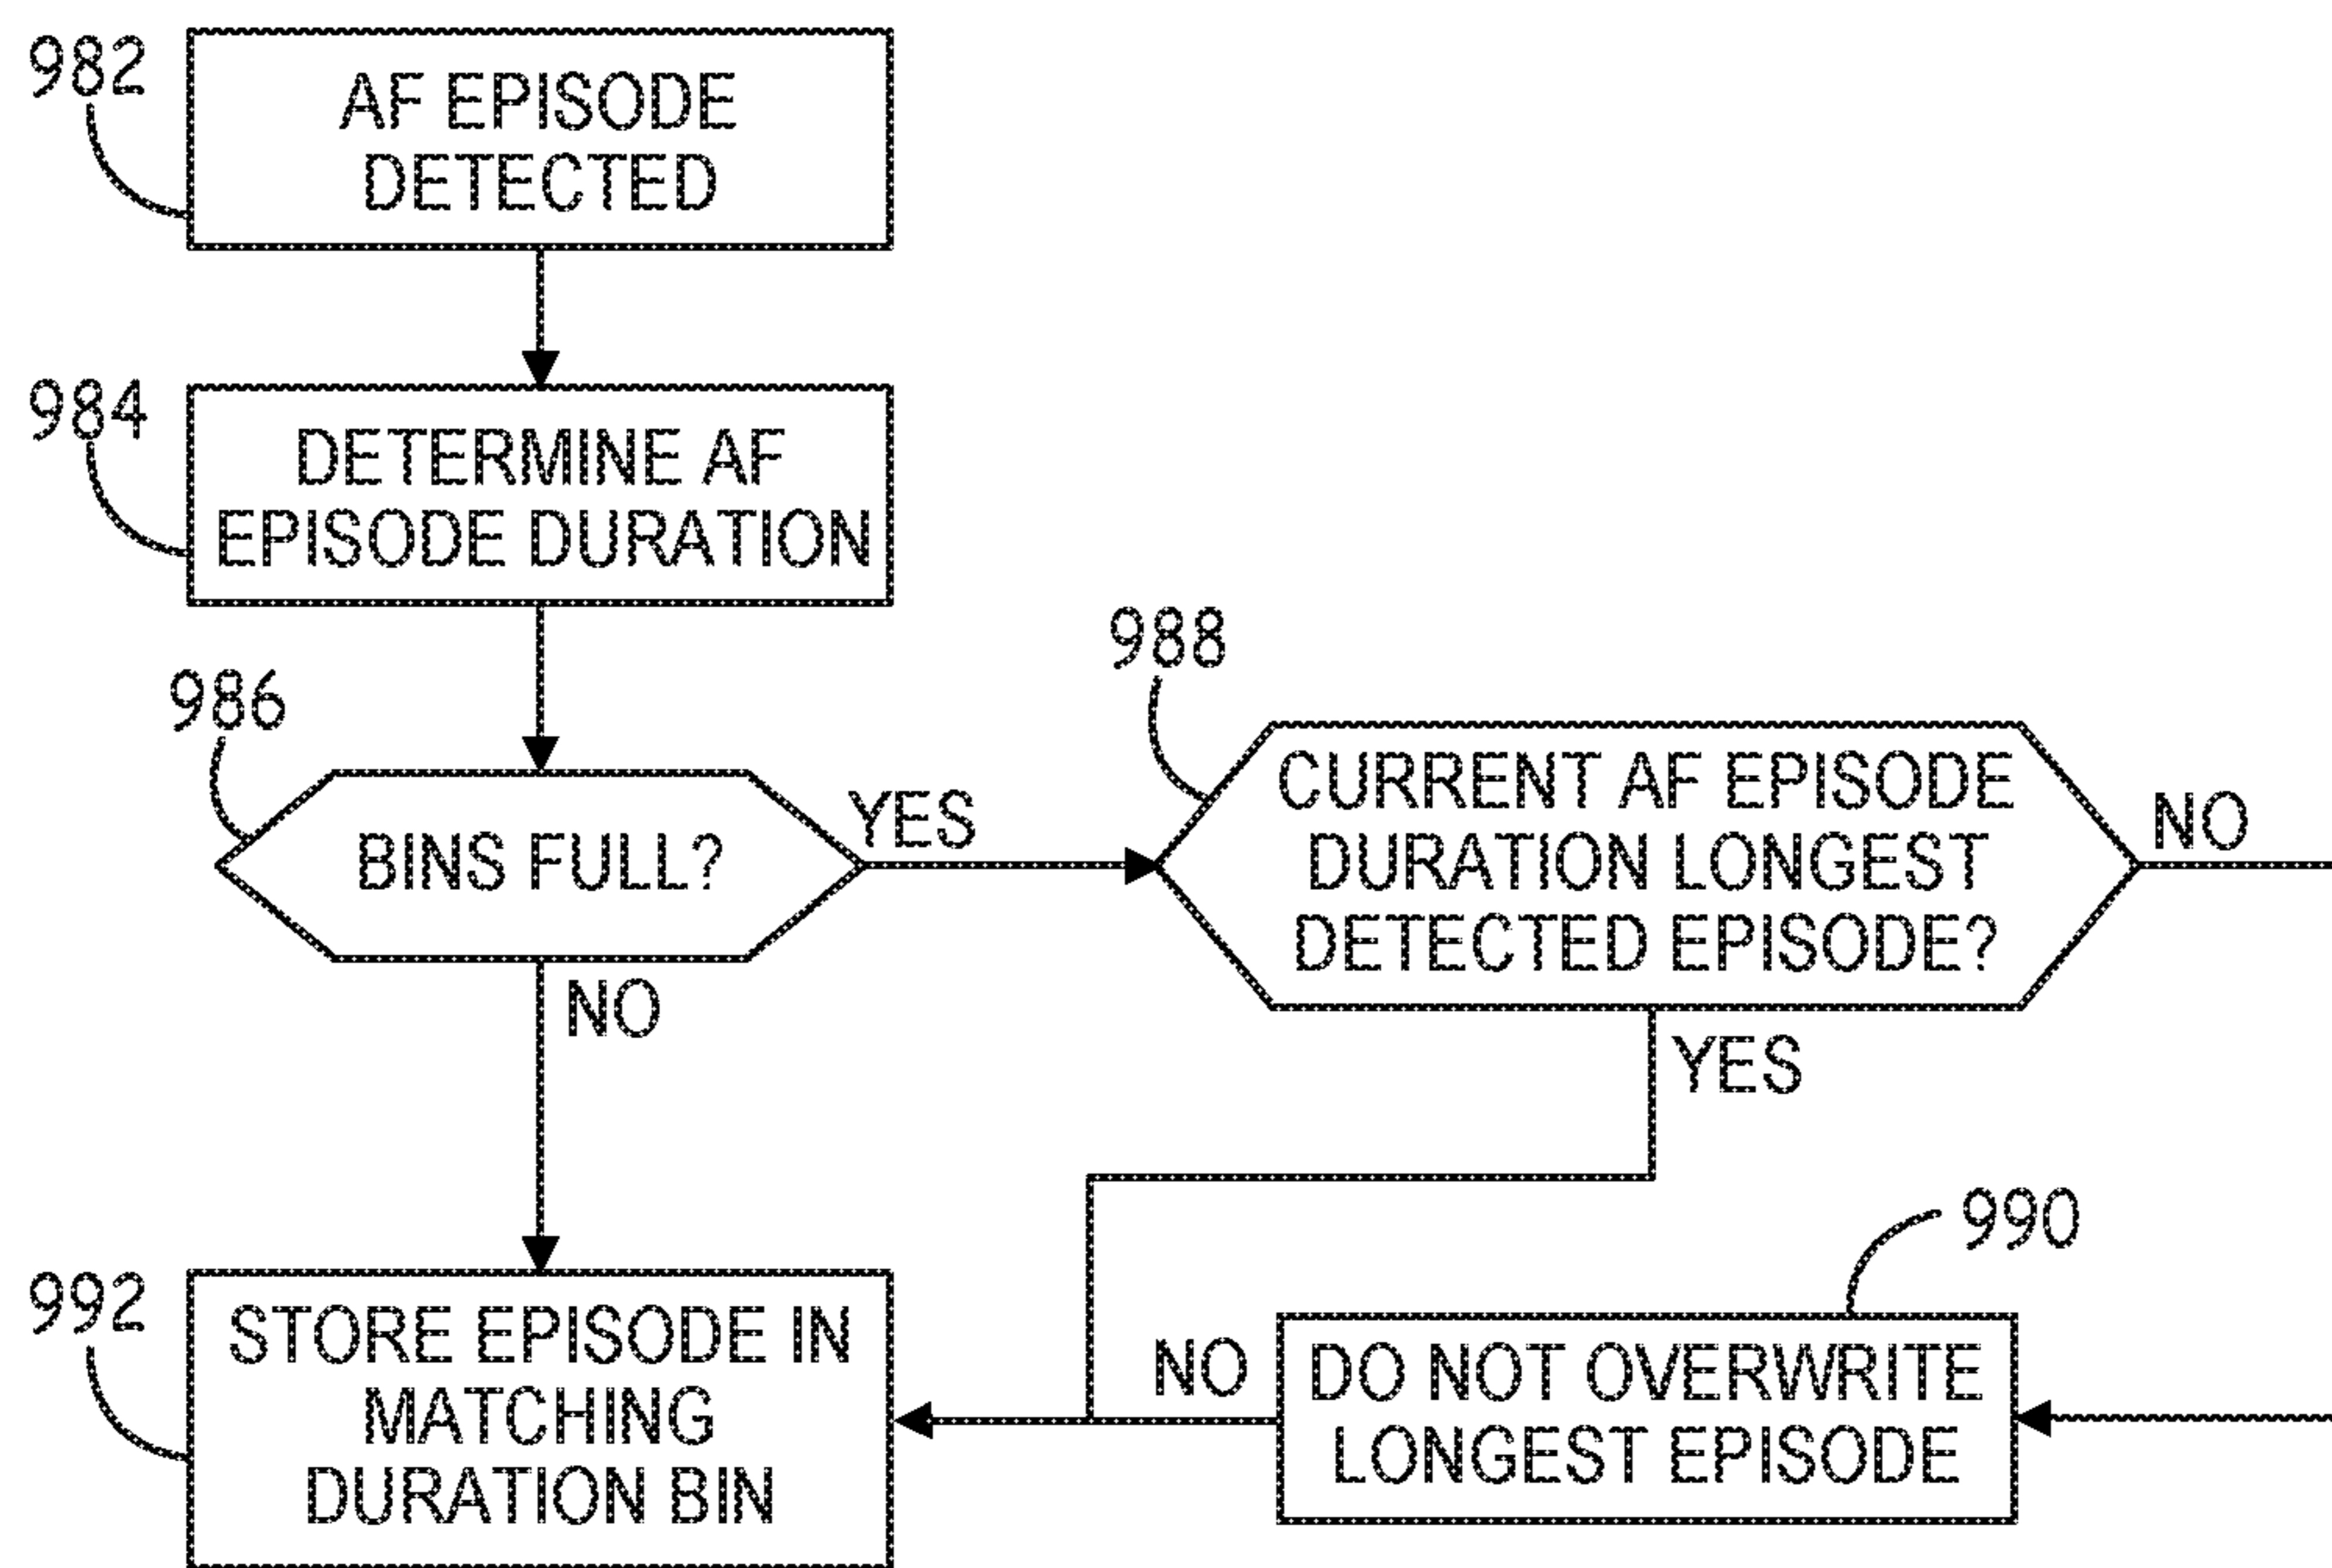 982
AF EPISODE
DETECTED
984
DETERMINE AF
EPISODE DURATION
986
BINS FULL?
YES
NO
988
CURRENT AF EPISODE
DURATION LONGEST
DETECTED EPISODE?
NO
YES
990
DO NOT OVERWRITE
LONGEST EPISODE
NO
992
STORE EPISODE IN
MATCHING
DURATION BIN